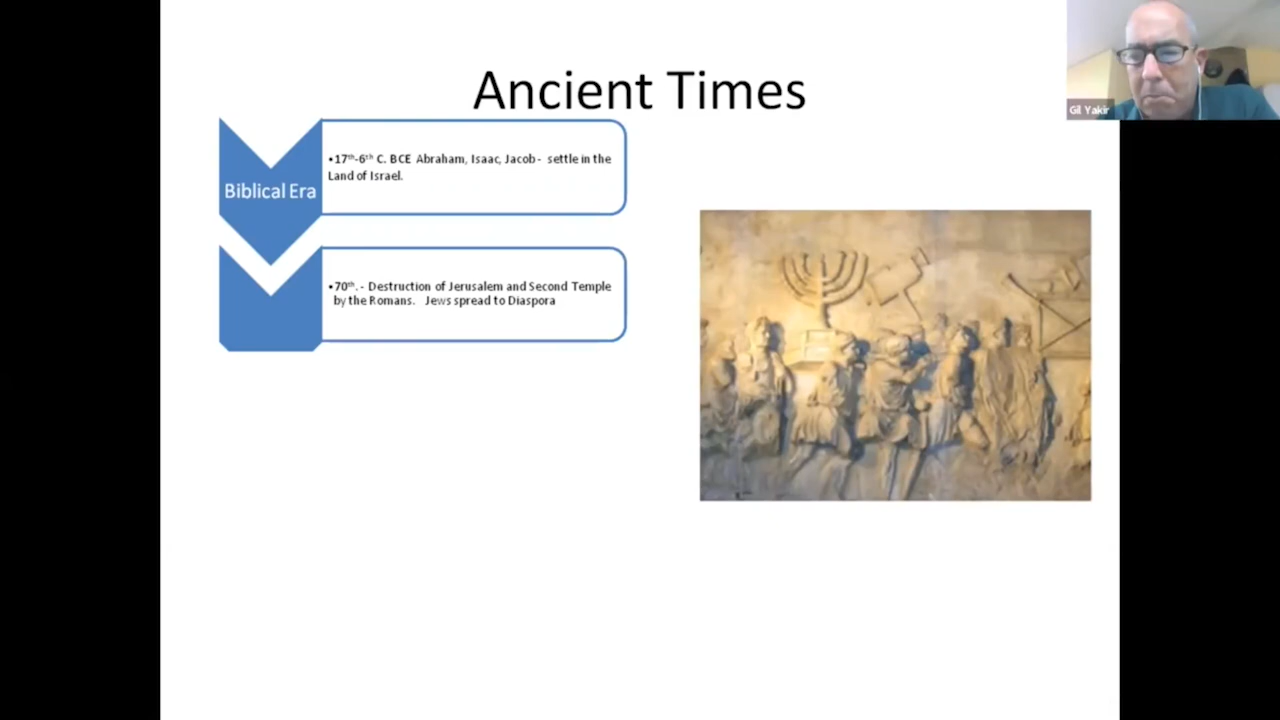 Ancient Times
Gil Yakir
Biblical Era
•17th-6th C. BCE Abraham, Isaac, Jacob - settle in the
Land of Israel.
•70th. - Destruction of Jerusalem and Second Temple
by the Romans. Jews spread to Diaspora